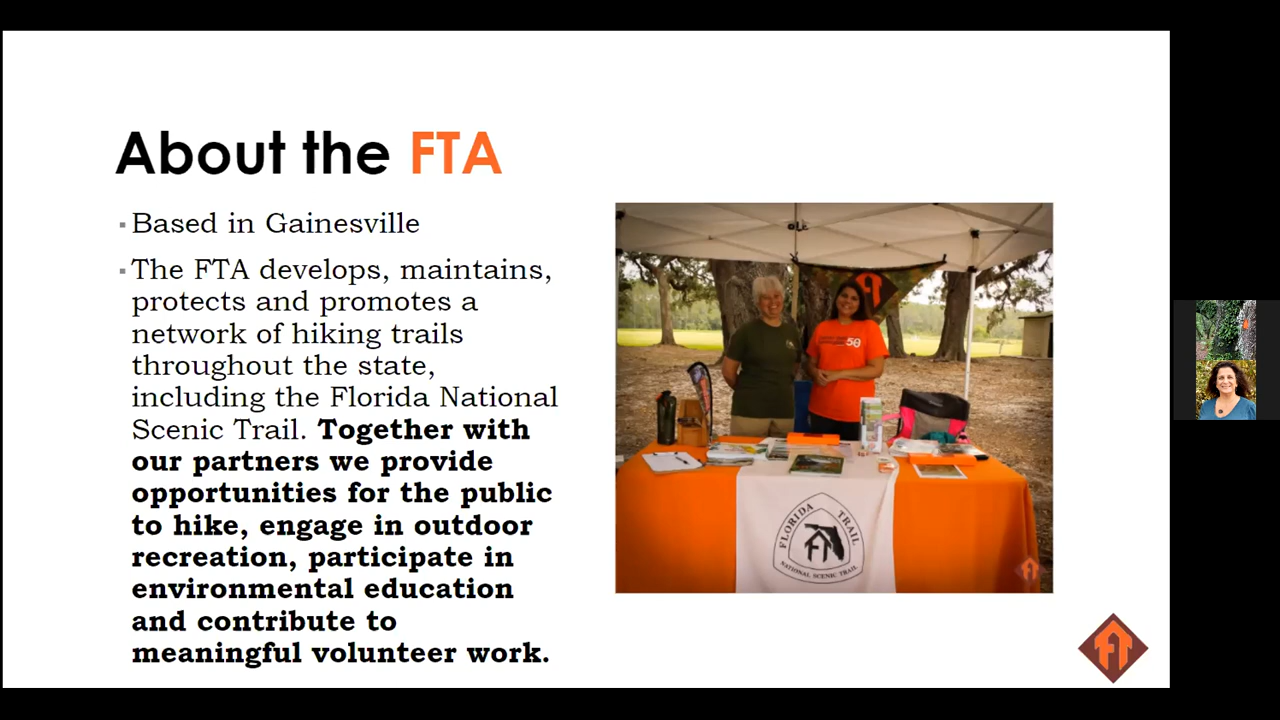 About the FTA
▪ Based in Gainesville
▪ The FTA develops, maintains,
protects and promotes a
network of hiking trails
throughout the state,
including the Florida National
Scenic Trail. Together with
our partners we provide
opportunities for the public
to hike, engage in outdoor
recreation, participate in
environmental education
and contribute to
meaningful volunteer work.
FLORIDA TRAIL
FT
NATIONAL SCENIC TRAIL
50
FT